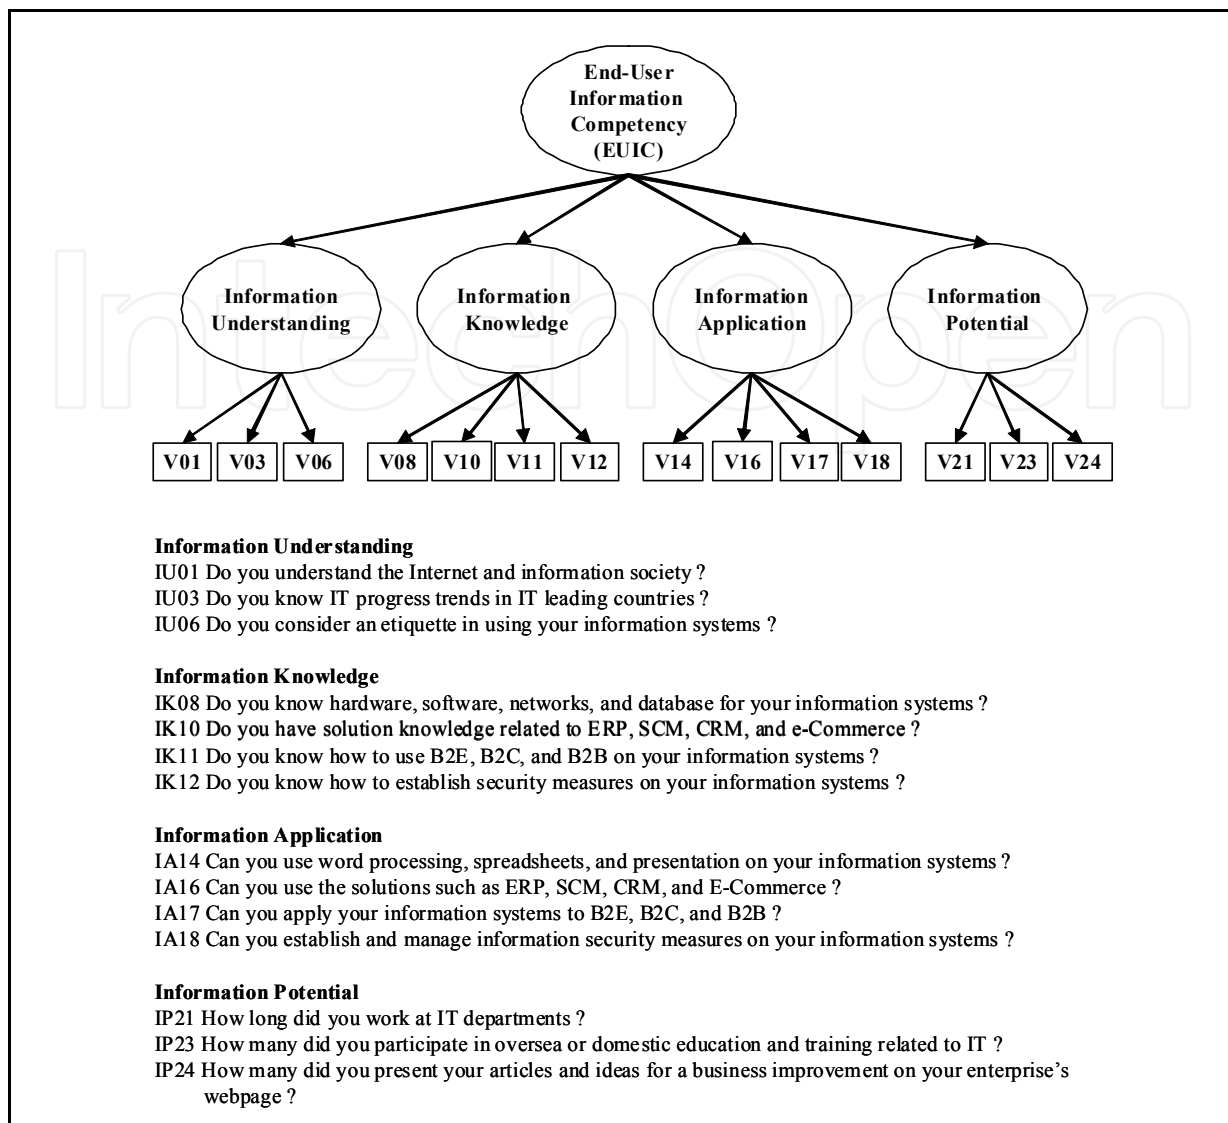 End-User
Information
Competency
(EUIC)
Information
Understanding
Information
Knowledge
Information
Application
Information
Potential
V01 V03 V06 V08 V10 V11 V12 V14 V16 V17 V18 V21 V23 V24
IntechOpen
Information Understanding
IU01 Do you understand the Internet and information society ?
IU03 Do you know IT progress trends in IT leading countries ?
IU06 Do you consider an etiquette in using your information systems ?
Information Knowledge
IK08 Do you know hardware, software, networks, and database for your information systems ?
IK10 Do you have solution knowledge related to ERP, SCM, CRM, and e-Commerce ?
IK11 Do you know how to use B2E, B2C, and B2B on your information systems ?
IK12 Do you know how to establish security measures on your information systems ?
Information Application
IA14 Can you use word processing, spreadsheets, and presentation on your information systems ?
IA16 Can you use the solutions such as ERP, SCM, CRM, and E-Commerce ?
IA17 Can you apply your information systems to B2E, B2C, and B2B ?
IA18 Can you establish and manage information security measures on your information systems ?
Information Potential
IP21 How long did you work at IT departments ?
IP23 How many did you participate in oversea or domestic education and training related to IT ?
IP24 How many did you present your articles and ideas for a business improvement on your enterprise's
webpage ?